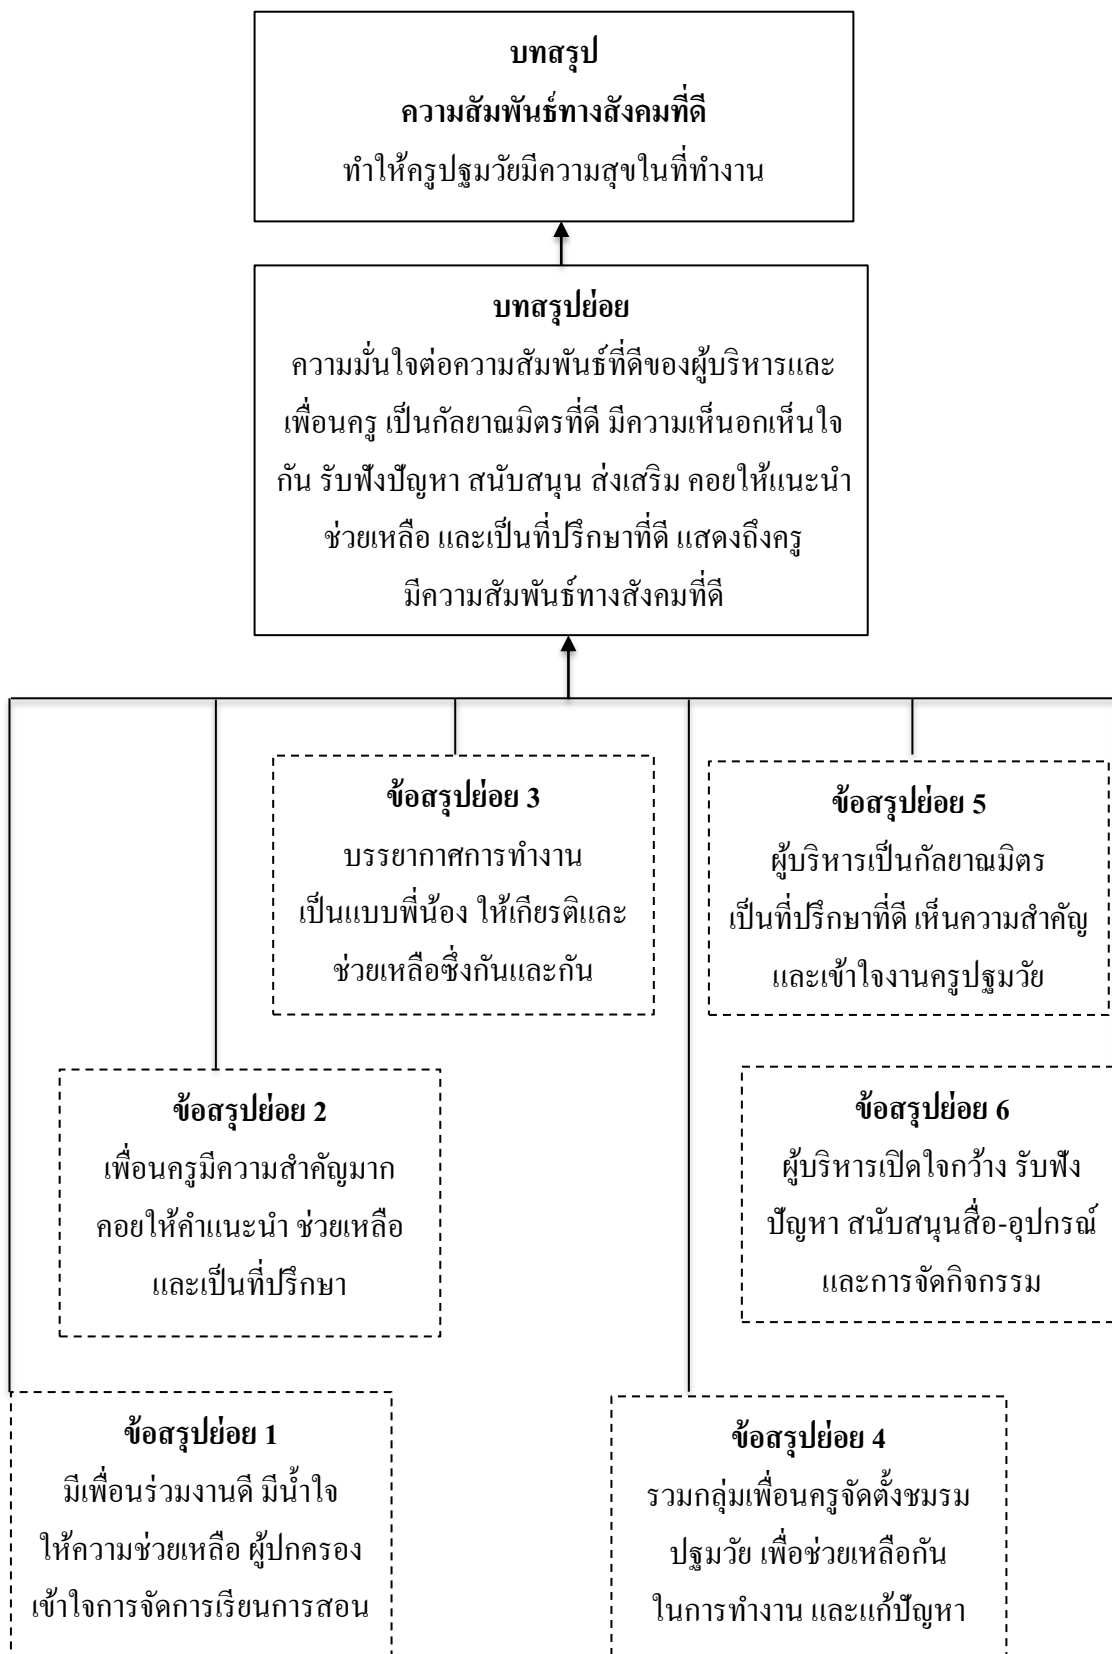 บทสรุป
ความสัมพันธ์ทางสังคมที่ดี
ทำให้ครูปฐมวัยมีความสุขในที่ทำงาน
บทสรุปย่อย
ความมั่นใจต่อความสัมพันธ์ที่ดีของผู้บริหารและ
เพื่อนครู เป็นกัลยาณมิตรที่ดี มีความเห็นอกเห็นใจ
กัน รับฟังปัญหา สนับสนุน ส่งเสริม คอยให้แนะนำ
ช่วยเหลือ และเป็นที่ปรึกษาที่ดี แสดงถึงครู
มีความสัมพันธ์ทางสังคมที่ดี
ข้อสรุปย่อย 3
บรรยากาศการทำงาน
เป็นแบบพี่น้อง ให้เกียรติและ
ช่วยเหลือซึ่งกันและกัน
ข้อสรุปย่อย 5
ผู้บริหารเป็นกัลยาณมิตร
เป็นที่ปรึกษาที่ดี เห็นความสำคัญ
และเข้าใจงานครูปฐมวัย
ข้อสรุปย่อย 2
เพื่อนครูมีความสำคัญมาก
คอยให้คำแนะนำ ช่วยเหลือ
และเป็นที่ปรึกษา
ข้อสรุปย่อย 6
ผู้บริหารเปิดใจกว้าง รับฟัง
ปัญหา สนับสนุนสื่อ-อุปกรณ์
และการจัดกิจกรรม
ข้อสรุปย่อย 1
มีเพื่อนร่วมงานดี มีน้ำใจ
ให้ความช่วยเหลือ ผู้ปกครอง
เข้าใจการจัดการเรียนการสอน
ข้อสรุปย่อย 4
รวมกลุ่มเพื่อนครูจัดตั้งชมรม
ปฐมวัย เพื่อช่วยเหลือกัน
ในการทำงาน และแก้ปัญหา